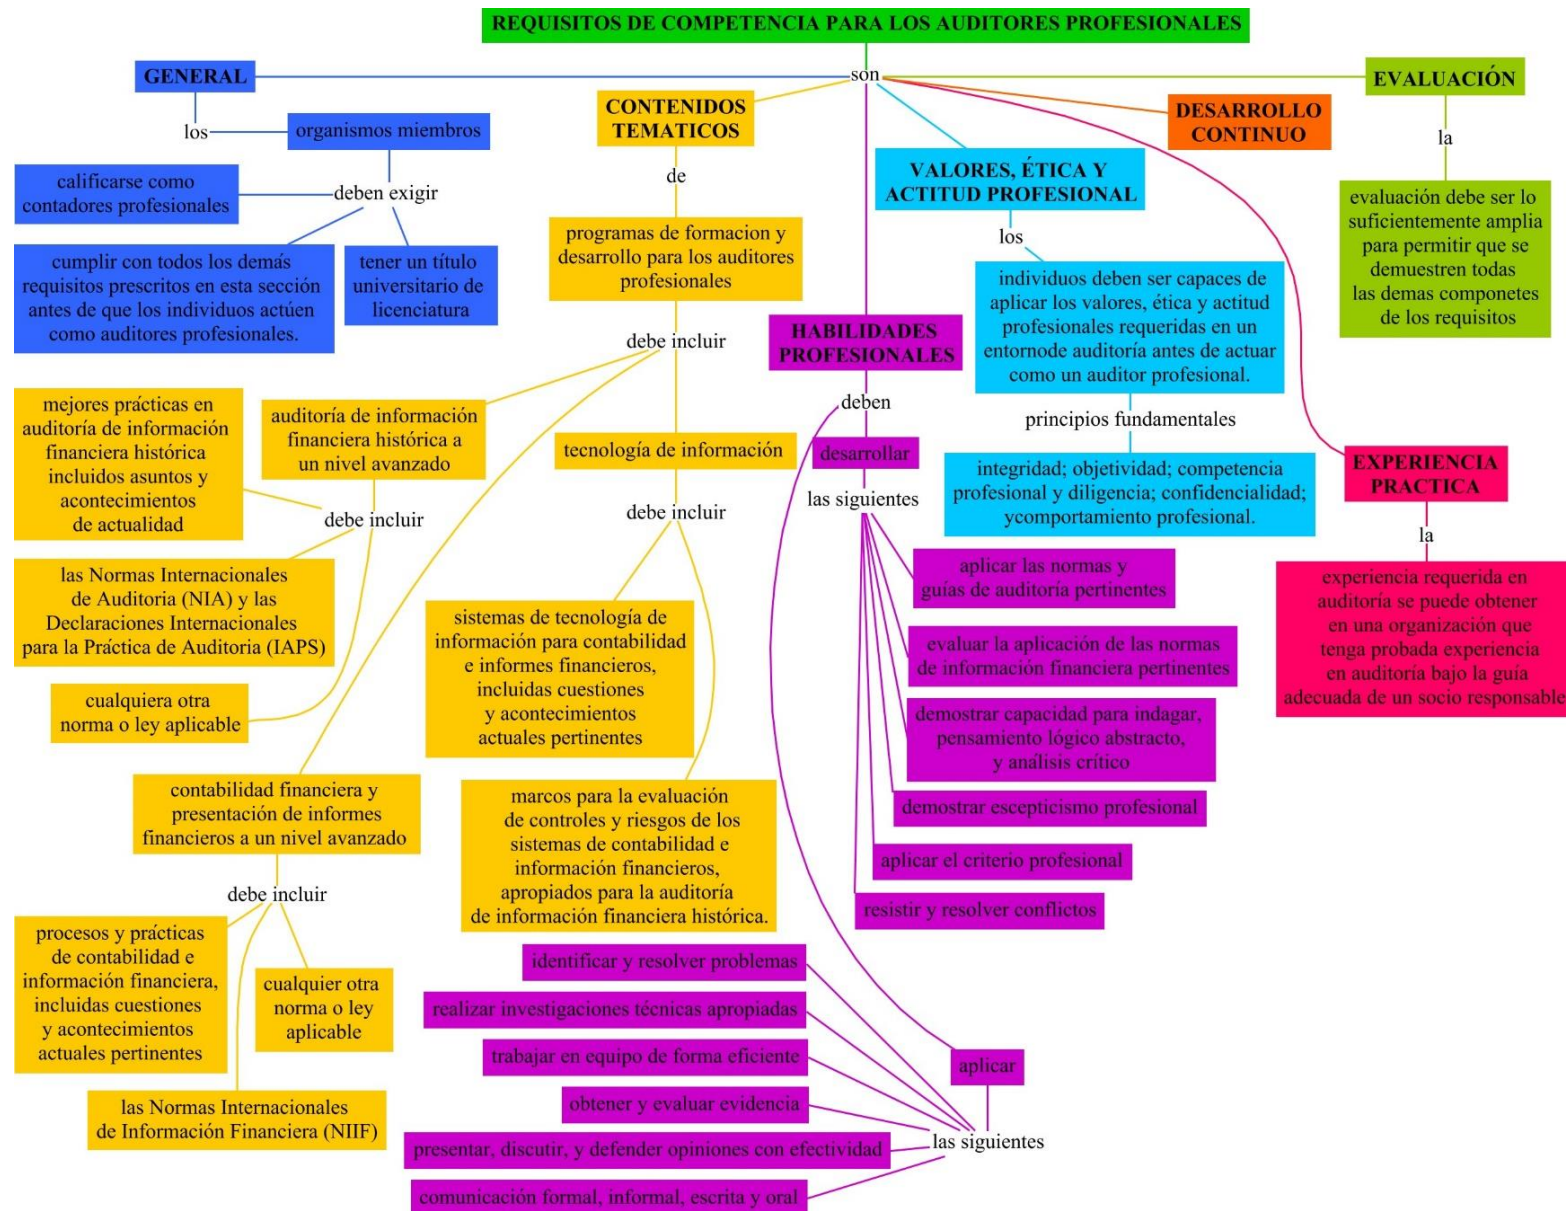 REQUISITOS DE COMPETENCIA PARA LOS AUDITORES PROFESIONALES
son
GENERAL
los
organismos miembros
deben exigir
calificarse como
contadores profesionales
cumplir con todos los demás
requisitos prescritos en esta sección
antes de que los individuos actúen
como auditores profesionales.
tener un título
universitario de
licenciatura
CONTENIDOS
TEMATICOS
de
programas de formacion y
desarrollo para los auditores
profesionales
debe incluir
auditoría de información
financiera histórica a
un nivel avanzado
debe incluir
mejores prácticas en
auditoría de información
financiera histórica
incluidos asuntos y
acontecimientos
de actualidad
las Normas Internacionales
de Auditoria (NIA) y las
Declaraciones Internacionales
para la Práctica de Auditoria (IAPS)
cualquiera otra
norma o ley aplicable
tecnología de información
debe incluir
sistemas de tecnología de
información para contabilidad
e informes financieros,
incluidas cuestiones
y acontecimientos
actuales pertinentes
marcos para la evaluación
de controles y riesgos de los
sistemas de contabilidad e
información financieros,
apropiados para la auditoría
de información financiera histórica.
contabilidad financiera y
presentación de informes
financieros a un nivel avanzado
debe incluir
procesos y prácticas
de contabilidad e
información financiera,
incluidas cuestiones
y acontecimientos
actuales pertinentes
cualquier otra
norma o ley
aplicable
las Normas Internacionales
de Información Financiera (NIIF)
HABILIDADES
PROFESIONALES
deben
desarrollar
las siguientes
aplicar las normas y
guías de auditoría pertinentes
evaluar la aplicación de las normas
de información financiera pertinentes
demostrar capacidad para indagar,
pensamiento lógico abstracto,
y análisis crítico
demostrar escepticismo profesional
aplicar el criterio profesional
resistir y resolver conflictos
aplicar
las siguientes
identificar y resolver problemas
realizar investigaciones técnicas apropiadas
trabajar en equipo de forma eficiente
obtener y evaluar evidencia
presentar, discutir, y defender opiniones con efectividad
comunicación formal, informal, escrita y oral
VALORES, ÉTICA Y
ACTITUD PROFESIONAL
los
individuos deben ser capaces de
aplicar los valores, ética y actitud
profesionales requeridas en un
entornode auditoría antes de actuar
como un auditor profesional.
principios fundamentales
integridad; objetividad; competencia
profesional y diligencia; confidencialidad;
ycomportamiento profesional.
DESARROLLO
CONTINUO
EVALUACIÓN
la
evaluación debe ser lo
suficientemente amplia
para permitir que se
demuestren todas
las demas componetes
de los requisitos
EXPERIENCIA
PRACTICA
la
experiencia requerida en
auditoría se puede obtener
en una organización que
tenga probada experiencia
en auditoría bajo la guía
adecuada de un socio responsable